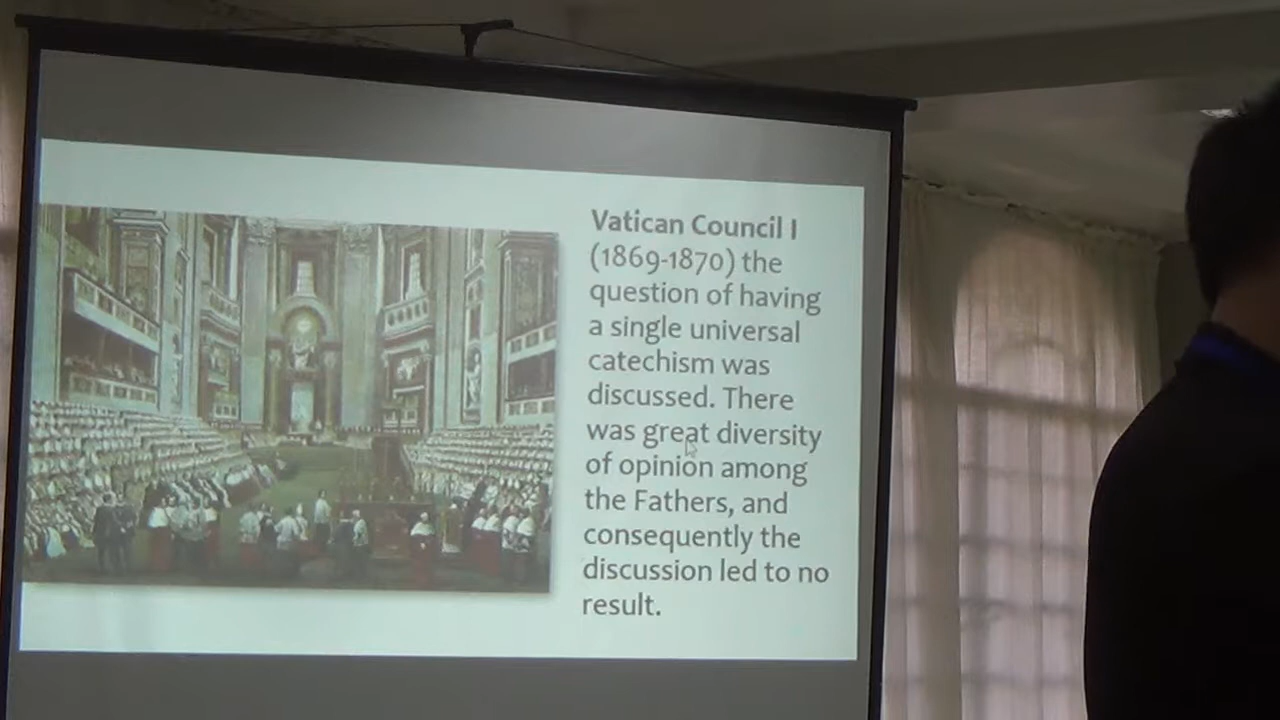 Vatican Council I
(1869-1870) the
question of having
a single universal
catechism was
discussed. There
was great diversity
of opinion among
the Fathers, and
consequently the
discussion led to no
result.